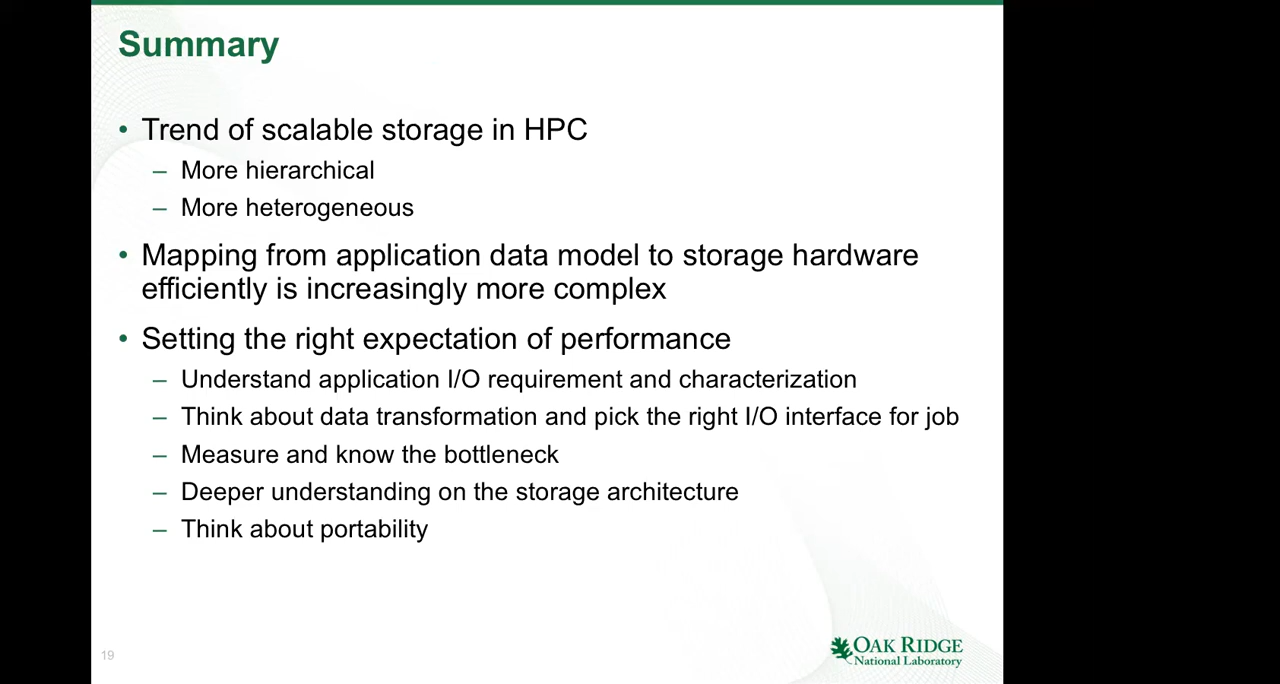 Summary
• Trend of scalable storage in HPC
– More hierarchical
– More heterogeneous
• Mapping from application data model to storage hardware
efficiently is increasingly more complex
• Setting the right expectation of performance
– Understand application I/O requirement and characterization
– Think about data transformation and pick the right I/O interface for job
– Measure and know the bottleneck
– Deeper understanding on the storage architecture
– Think about portability
19
OAK RIDGE
National Laboratory